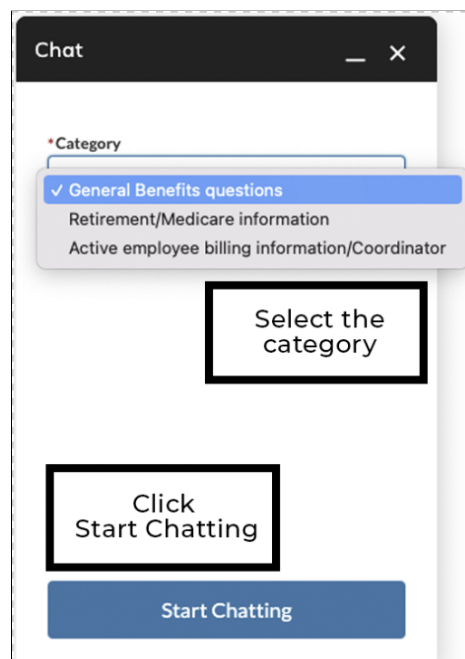 Chat
*Category
✓ General Benefits questions
Retirement/Medicare information
Active employee billing information/Coordinator
Select the
category
Click
Start Chatting
Start Chatting